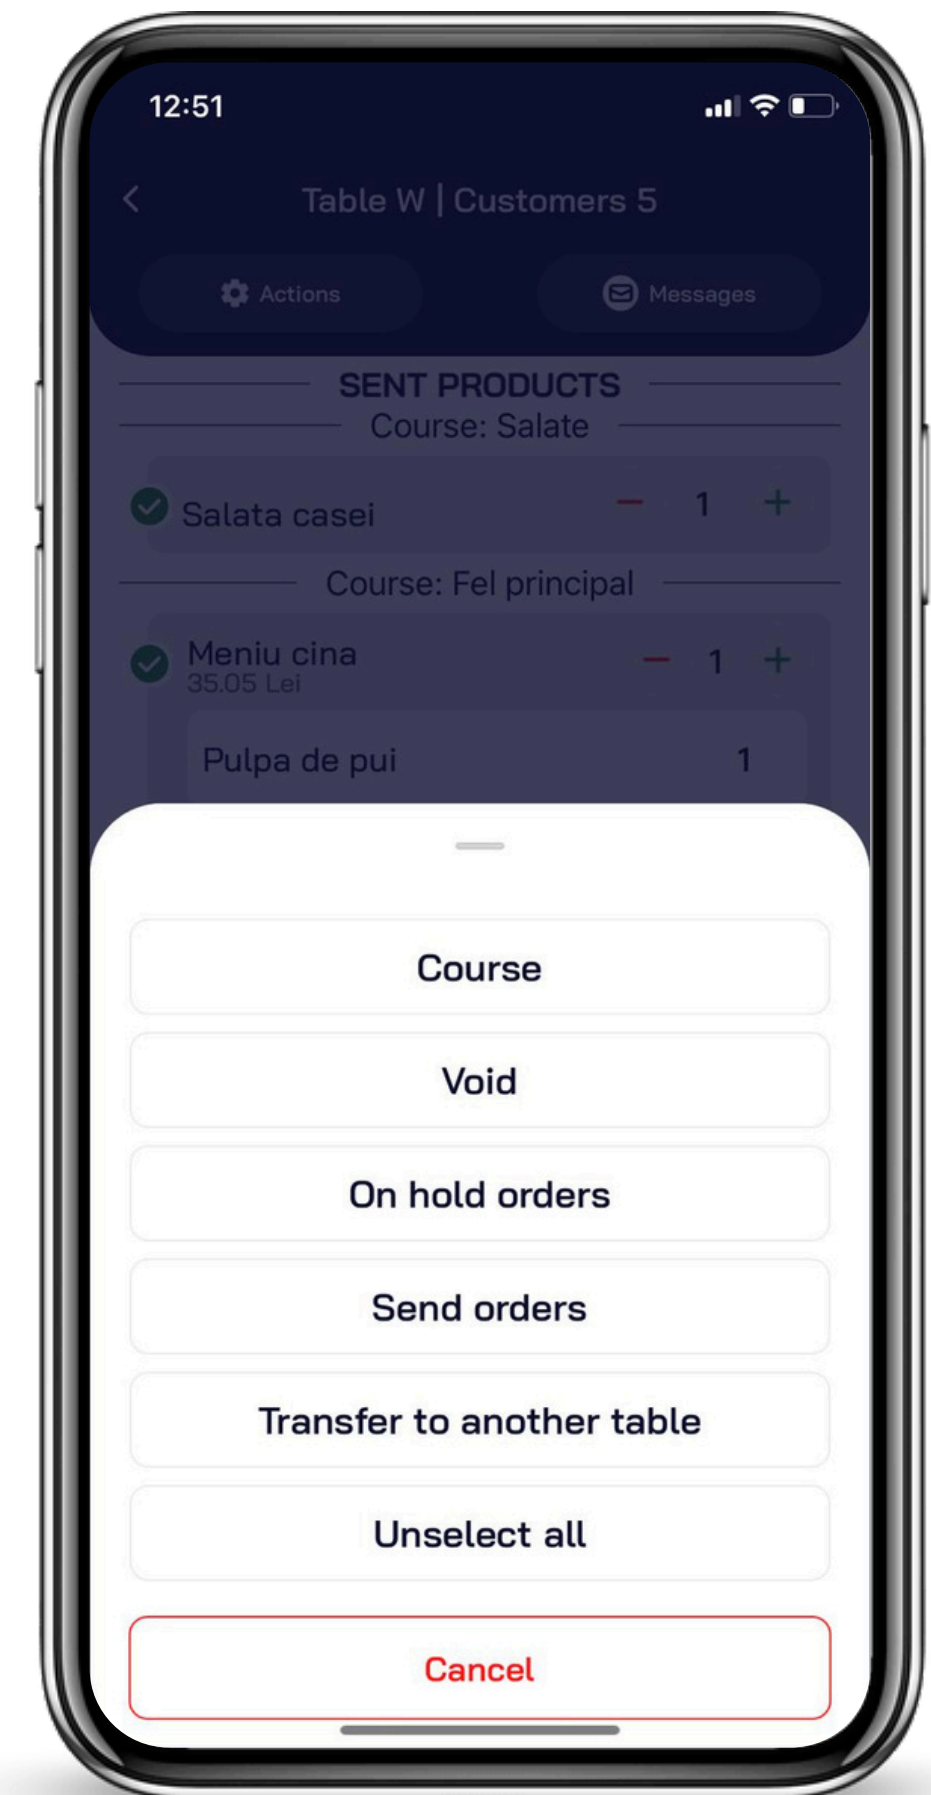 12:51
Table W | Customers 5
Actions
Messages
SENT PRODUCTS
Course: Salate
Salata casei
1
Course: Fel principal
Meniu cina
1
35.05 Lei
Pulpa de pui
1
Course
Void
On hold orders
Send orders
Transfer to another table
Unselect all
Cancel